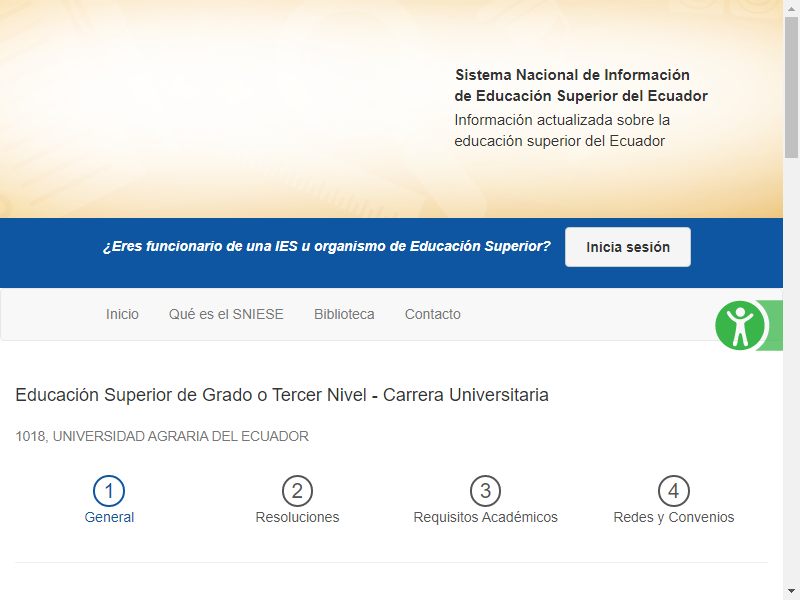 Sistema Nacional de Información
de Educación Superior del Ecuador
Información actualizada sobre la
educación superior del Ecuador
¿Eres funcionario de una IES u organismo de Educación Superior?
Inicia sesión
Inicio
Qué es el SNIESE
Biblioteca
Contacto
Educación Superior de Grado o Tercer Nivel - Carrera Universitaria
1018, UNIVERSIDAD AGRARIA DEL ECUADOR
1
General
2
Resoluciones
3
Requisitos Académicos
4
Redes y Convenios